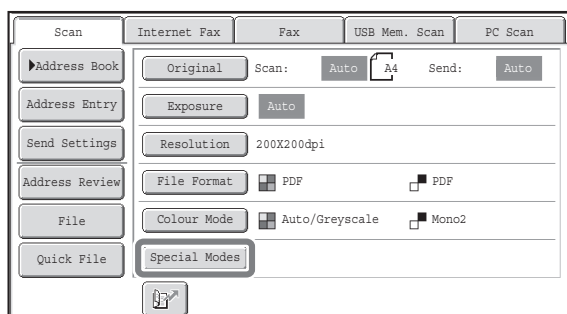 Scan Internet Fax Fax USB Mem. Scan PC Scan
Address Book Original Scan: Auto A4 Send: Auto
Address Entry Exposure Auto
Send Settings Resolution 200X200dpi
Address Review File Format PDF PDF
File Colour Mode Auto/Greyscale Mono2
Quick File Special Modes